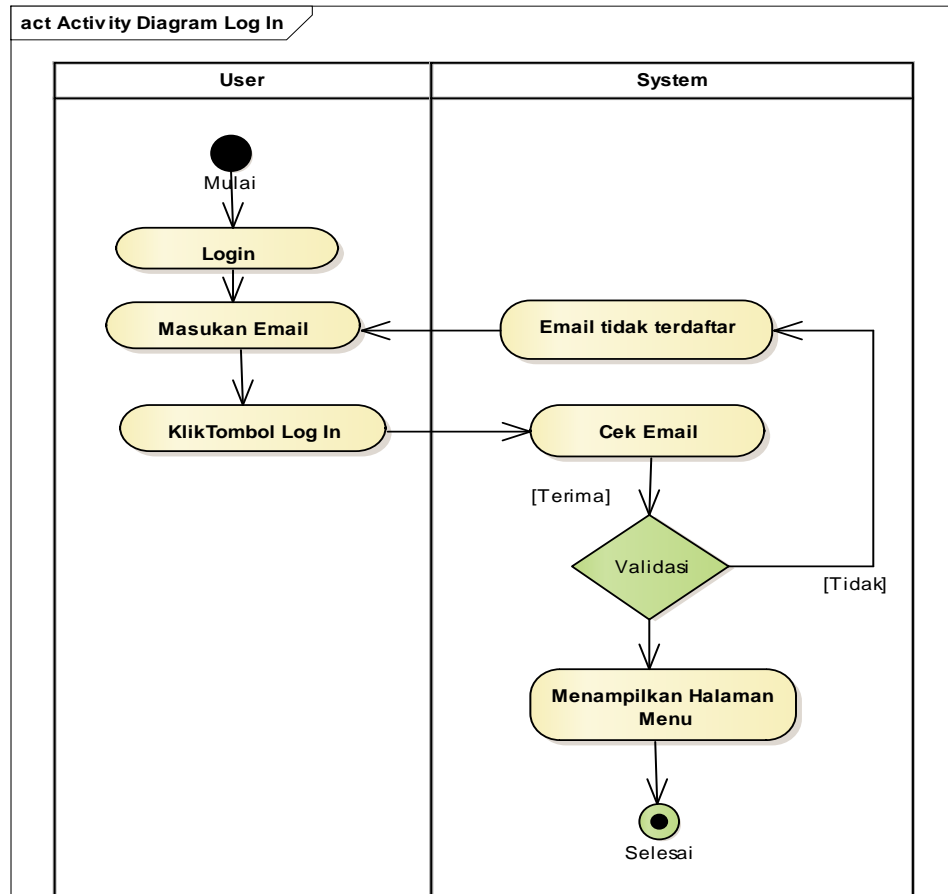 act Activity Diagram Log In
User
System
Mulai
Login
Masukan Email
Email tidak terdaftar
KlikTombol Log In
Cek Email
[Terima]
Validasi
[Tidak]
Menampilkan Halaman
Menu
Selesai